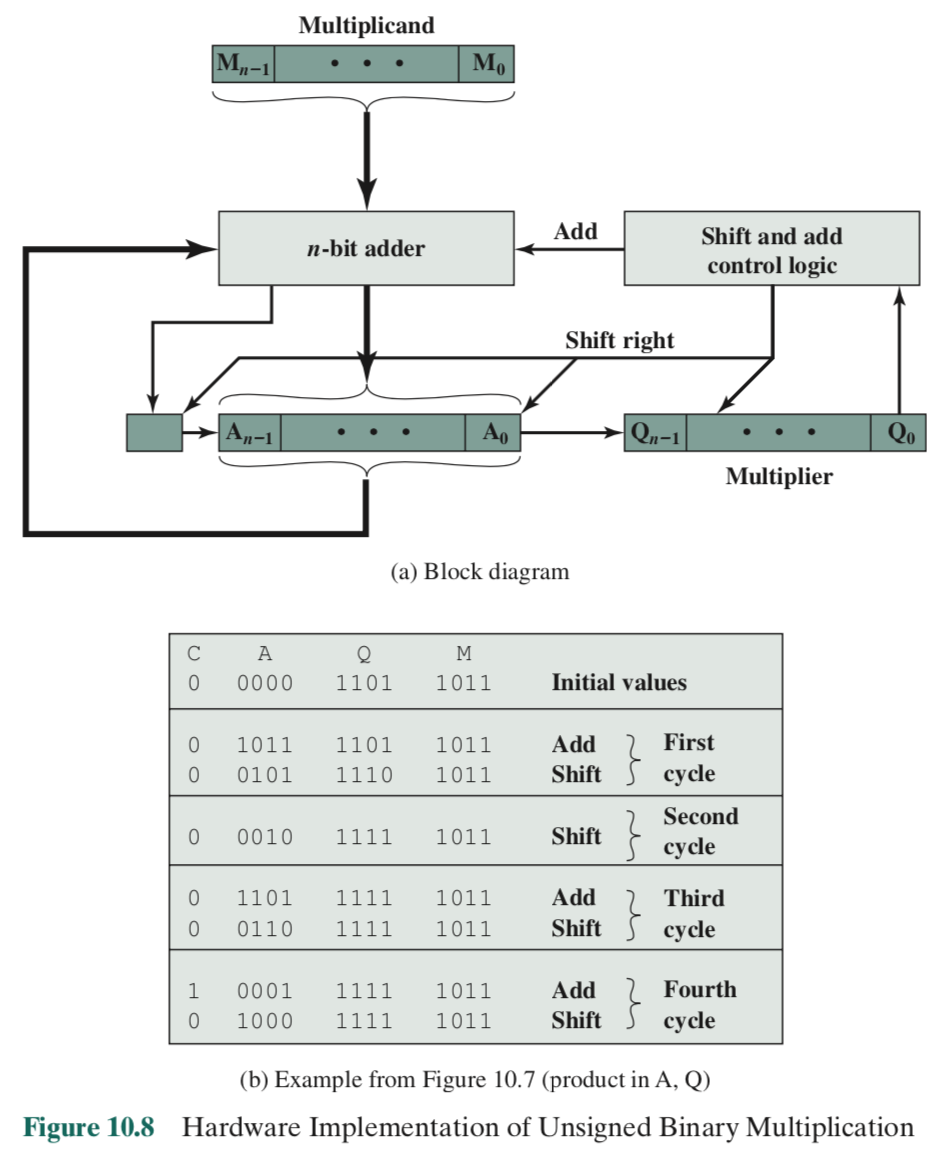 Multiplicand
Mn−1 • • • M0
n-bit adder
Add
Shift and add
control logic
Shift right
An−1 • • • A0
Qn−1 • • • Q0
Multiplier
(a) Block diagram
C A Q M
0 0000 1101 1011 Initial values
0 1011 1101 1011 Add First
0 0101 1110 1011 Shift cycle
Second
0 0010 1111 1011 Shift
cycle
0 1101 1111 1011 Add Third
0 0110 1111 1011 Shift cycle
1 0001 1111 1011 Add Fourth
0 1000 1111 1011 Shift cycle
(b) Example from Figure 10.7 (product in A, Q)
Figure 10.8 Hardware Implementation of Unsigned Binary Multiplication